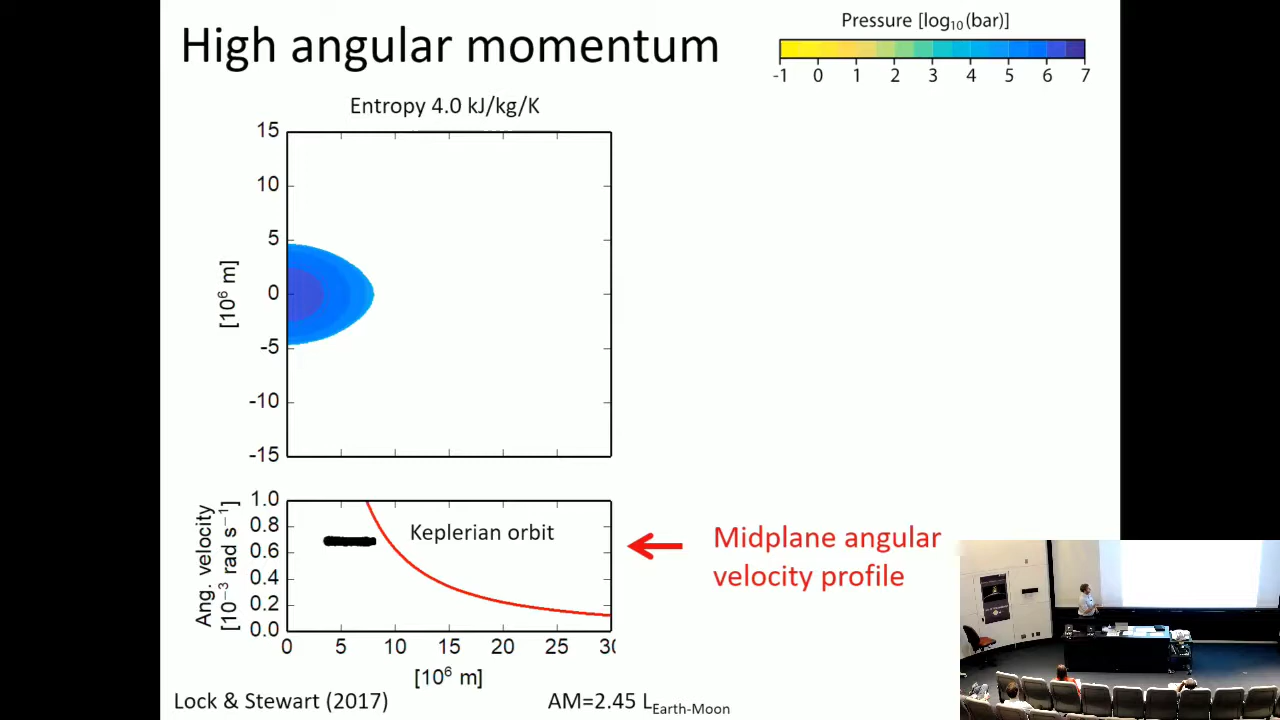 High angular momentum
Pressure [log₁₀(bar)]
-1 0 1 2 3 4 5 6 7
Entropy 4.0 kJ/kg/K
15
10
5
0
-5
-10
-15
[10⁶ m]
1.0
0.8
0.6
0.4
0.2
0.0
Ang. velocity
[10⁻³ rad s⁻¹]
Keplerian orbit
Midplane angular
velocity profile
0 5 10 15 20 25 30
[10⁶ m]
Lock & Stewart (2017)
AM=2.45 L_Earth-Moon